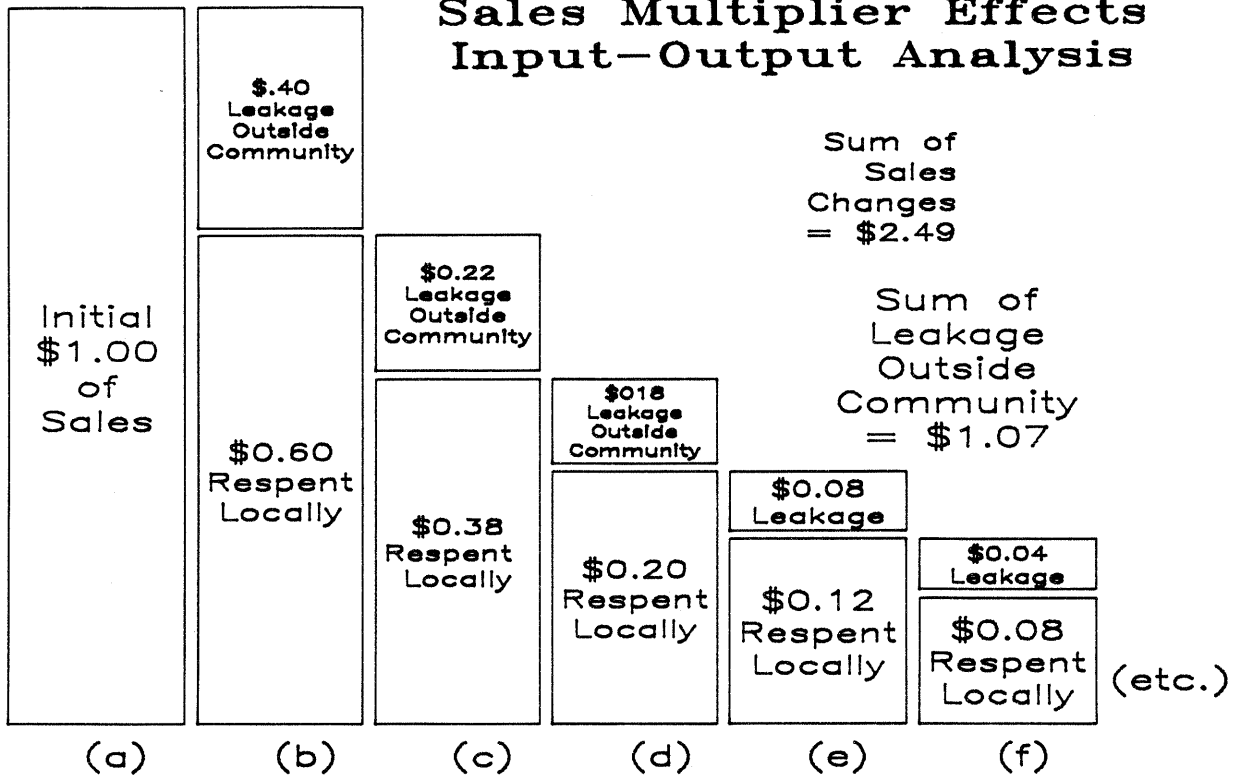 Sales Multiplier Effects
Input–Output Analysis
Initial
$1.00
of
Sales
$.40
Leakage
Outside
Community
$0.60
Respent
Locally
$0.22
Leakage
Outside
Community
$0.38
Respent
Locally
$018
Leakage
Outside
Community
$0.20
Respent
Locally
$0.08
Leakage
$0.12
Respent
Locally
$0.04
Leakage
$0.08
Respent
Locally
(etc.)
Sum of
Sales
Changes
= $2.49
Sum of
Leakage
Outside
Community
= $1.07
(a) (b) (c) (d) (e) (f)